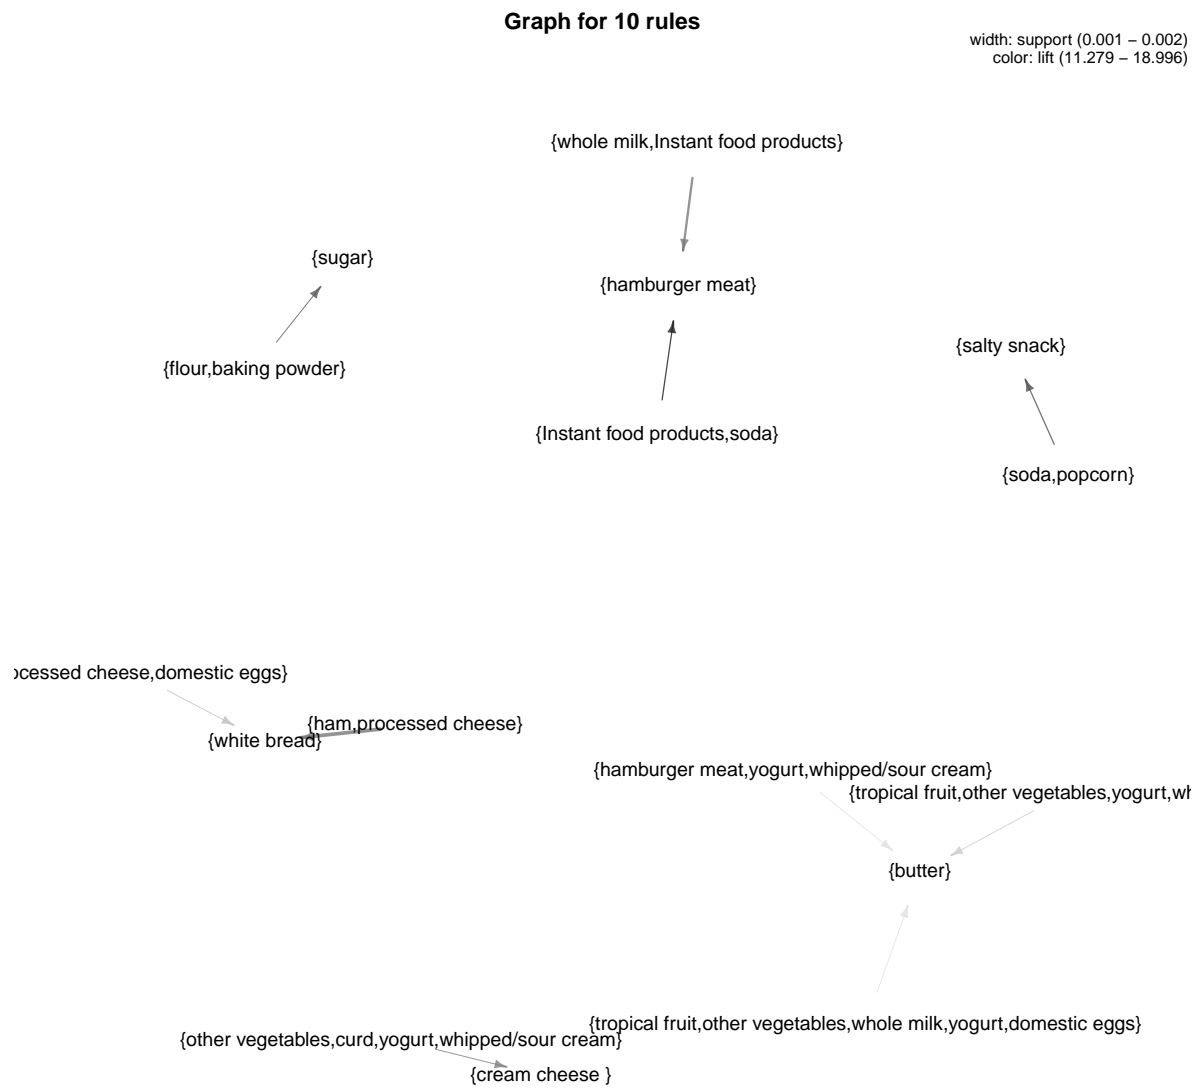 Graph for 10 rules
width: support (0.001 – 0.002)
color: lift (11.279 – 18.996)
{whole milk,Instant food products}
{sugar}
{hamburger meat}
{salty snack}
{flour,baking powder}
{Instant food products,soda}
{soda,popcorn}
ocessed cheese,domestic eggs}
{ham,processed cheese}
{white bread}
{hamburger meat,yogurt,whipped/sour cream}
{tropical fruit,other vegetables,yogurt,wh
{butter}
{tropical fruit,other vegetables,whole milk,yogurt,domestic eggs}
{other vegetables,curd,yogurt,whipped/sour cream}
{cream cheese }